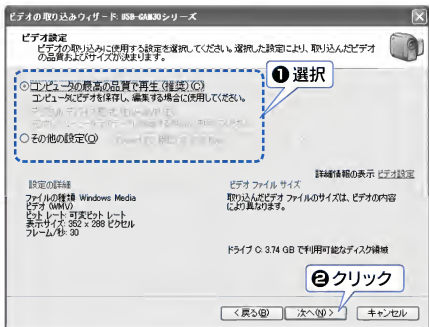 ビデオの取り込みウィザード: USB-GAM30シリーズ
ビデオ設定
ビデオの取り込みに使用する設定を選択してください。選択した設定により、取り込んだビデオ
の品質およびサイズが決まります。
❶選択
コンピュータの最高の品質で再生 (推奨)(C)
コンピュータにビデオを保存し、編集する場合に使用してください。
その他の設定(O)
詳細情報の表示 ビデオ設定
設定の詳細
ファイルの種類: Windows Media
ビデオ (WMV)
ビット レート: 可変ビット レート
表示サイズ: 352 x 288 ピクセル
フレーム/秒: 30
ビデオ ファイル サイズ
取り込んだビデオ ファイルのサイズは、ビデオの内容
により異なります。
ドライブ C: 3.74 GB で利用可能なディスク領域
❷クリック
< 戻る(B)
次へ(N) >
キャンセル